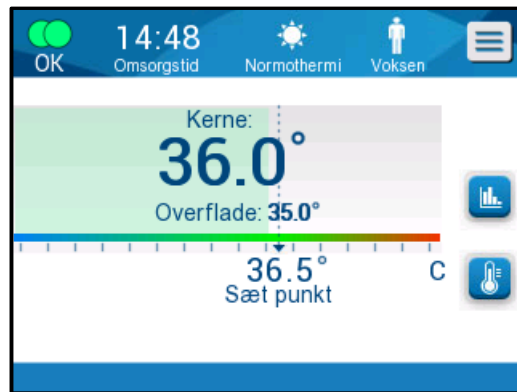 OK
14:48
Omsorgstid
Normothermi
Voksen
Kerne:
36.0°
Overflade: 35.0°
36.5°
C
Sæt punkt